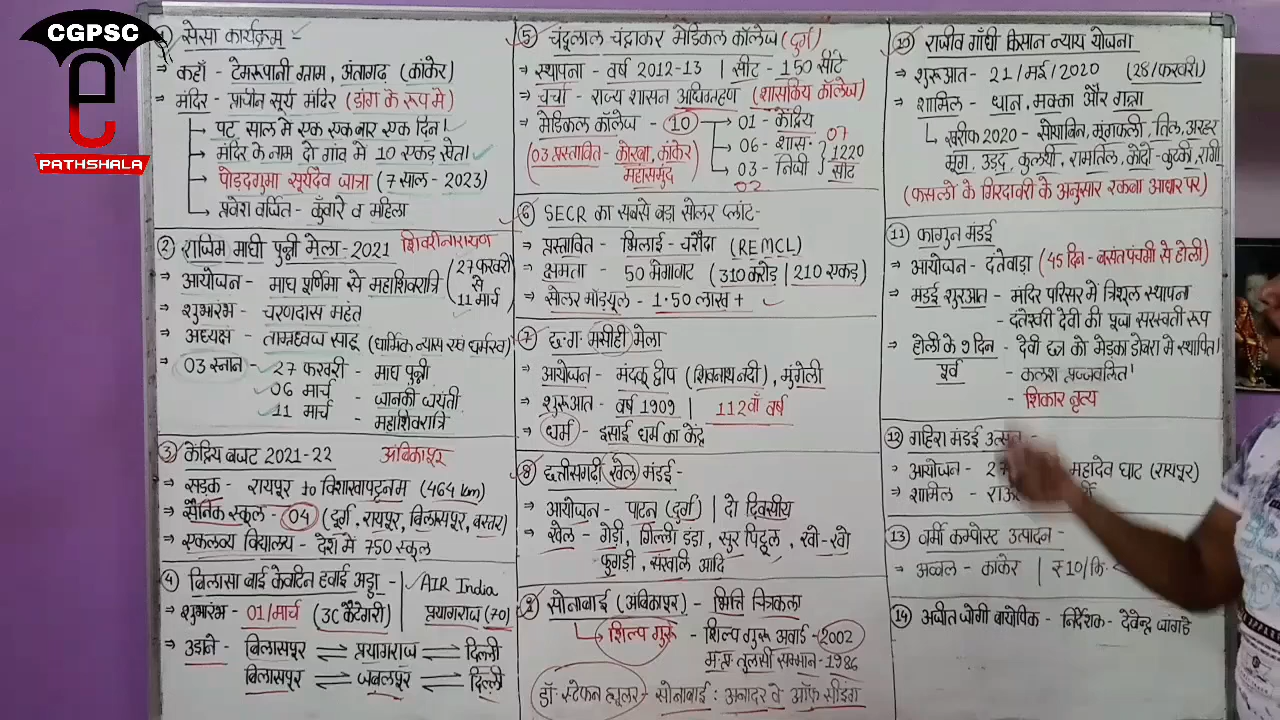 CGPSC
e
PATHSHALA
① सेसा कार्यक्रम -
→ कहाँ - टेमरूपानी ग्राम, अंतागढ़ (कांकेर)
→ मंदिर - प्राचीन सूर्य मंदिर (डांग के रूप मे)
→ पट, साल मे एक एक बार एक दिन।
→ मंदिर के नाम से गांव मे 10 एकड़ खेत।
→ पोड़दगुमा सूर्यदेव जात्रा (7 साल - 2023)
→ प्रवेश वर्जित - कुँवारे व महिला
② राजिम माघी पुन्नी मेला - 2021 शिवरीनारायण
→ आयोजन - माघ पूर्णिमा से महाशिवरात्रि (27 फरवरी से 11 मार्च)
→ शुभारंभ - चरणदास महंत
→ अध्यक्ष - ताम्रध्वज साहू (धार्मिक न्यास एवं धर्मस्व)
→ 03 स्नान - 27 फरवरी - माघ पुन्नी
06 मार्च - जानकी जयंती
11 मार्च - महाशिवरात्रि
③ केंद्रिय बजट 2021-22 अंबिकापुर
→ सड़क - रायपुर to विशाखापट्टनम (464 km)
→ सैनिक स्कूल - 04 (दुर्ग, रायपुर, बिलासपुर, बस्तर)
→ एकलव्य विद्यालय - देश में 750 स्कूल
④ बिलासा बाई केवटिन हवाई अड्डा - | AIR India
→ शुभारंभ - 01/मार्च (3C कैटेगरी) | प्रयागराज (70)
→ उड़ाने - बिलासपुर ⇌ प्रयागराज ⇌ दिल्ली
बिलासपुर ⇌ जबलपुर ⇌ दिल्ली
⑤ चंदूलाल चंद्राकर मेडिकल कॉलेज (दुर्ग)
→ स्थापना - वर्ष 2012-13 | सीट - 150 सीटे
→ चर्चा - राज्य शासन अधिग्रहण (शासकिय कॉलेज)
→ मेडिकल कॉलेज - 10 → 01 - केंद्रिय
→ 06 - शास. 07
→ 03 - निजी } 1220 सीट
02
(03 प्रस्तावित - कोरबा, कांकेर महासमुंद)
⑥ SECR का सबसे बड़ा सोलर प्लांट -
→ प्रस्तावित - भिलाई - चरौदा (REMCL)
→ क्षमता - 50 मेगावाट (310 करोड़ | 210 एकड़)
→ सोलर मॉड्यूल - 1.50 लाख +
⑦ छ.ग. मसीही मेला
→ आयोजन - मदकू द्वीप (शिवनाथ नदी), मुंगेली
→ शुरूआत - वर्ष 1909 | 112वाँ वर्ष
→ धर्म - इसाई धर्म का केंद्र
⑧ छत्तीसगढ़ी खेल मंडई -
→ आयोजन - पाटन (दुर्ग) | दो दिवसीय
→ खेल - गेड़ी, गिल्ली डंडा, सुर पिट्ठूल, खो-खो
फुगड़ी, संखली आदि
⑨ सोनाबाई (अंबिकापुर) - भित्ति चित्रकला
→ शिल्प गुरू - शिल्प गुरू अवार्ड - 2002
म.प्र. तुलसी सम्मान - 1986
डॉ. स्टेफन ह्यूलर - सोनाबाई : अनादर वे ऑफ सीइंग
⑩ राजीव गाँधी किसान न्याय योजना
→ शुरूआत - 21/मई/2020 (28/फरवरी)
→ शामिल - धान, मक्का और गन्ना
→ खरीफ 2020 - सोयाबिन, मूंगफली, तिल, अरहर
मूंग, उड़द, कुलथी, रामतिल, कोदो-कुटकी, रागी
(फसलो के गिरदावरी के अनुसार रकबा आधार पर)
⑪ फागुन मंडई
→ आयोजन - दंतेवाड़ा (45 दिन - बसंत पंचमी से होली)
→ मंडई शुरूआत - मंदिर परिसर मे त्रिशूल स्थापना
- दंतेश्वरी देवी की पूजा सरस्वती रूप
→ होली के 9 दिन पूर्व - देवी छत्र को मेंडका डोबरा मे स्थापित।
- कलश प्रज्जवलित।
- शिकार नृत्य
⑫ गहिरा मंडई उत्सव -
→ आयोजन - 27 महादेव घाट (रायपुर)
→ शामिल -
⑬ वर्मी कम्पोस्ट उत्पादन -
→ अव्वल - कांकेर | ₹10/कि.
⑭ अजीत जोगी बायोपिक - निर्देशक - देवेन्द्र जांगड़े